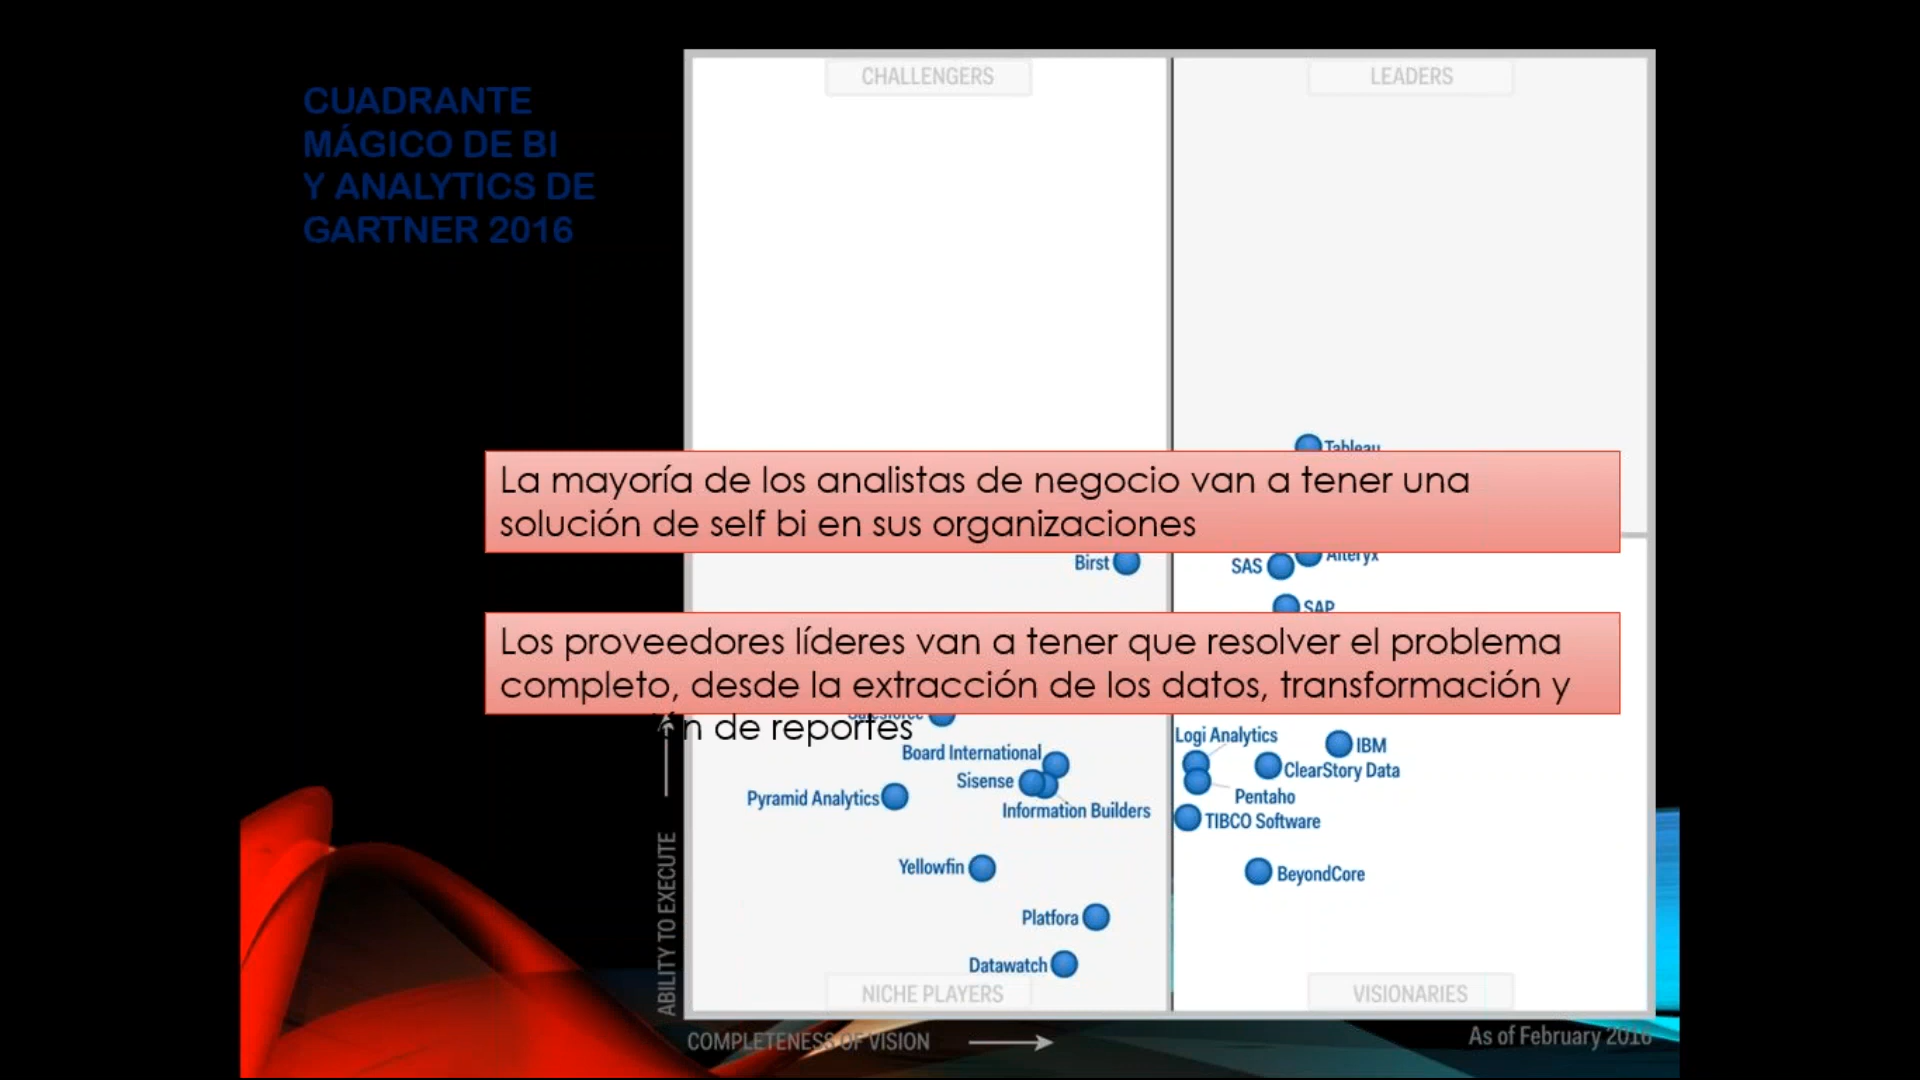 CUADRANTE
MÁGICO DE BI
Y ANALYTICS DE
GARTNER 2016
CHALLENGERS
LEADERS
Tableau
La mayoría de los analistas de negocio van a tener una
solución de self bi en sus organizaciones
Birst
SAS
Alteryx
SAP
Los proveedores líderes van a tener que resolver el problema
completo, desde la extracción de los datos, transformación y
n de reportes
Salesforce
Board International
Sisense
Pyramid Analytics
Information Builders
Yellowfin
Platfora
Datawatch
Logi Analytics
IBM
ClearStory Data
Pentaho
TIBCO Software
BeyondCore
NICHE PLAYERS
VISIONARIES
ABILITY TO EXECUTE
COMPLETENESS OF VISION
As of February 2016